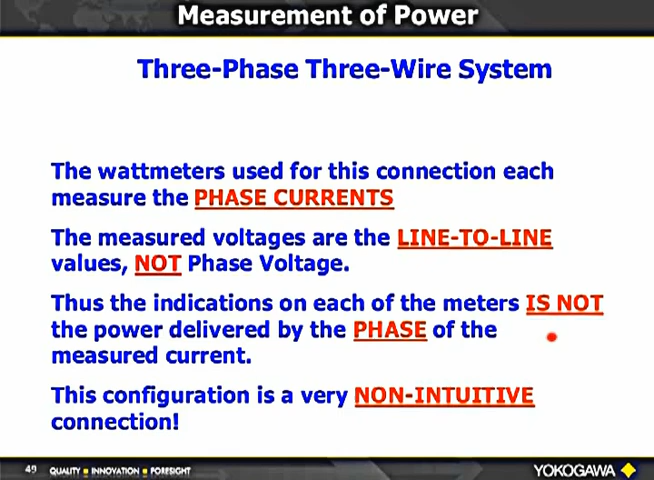 Measurement of Power
Three-Phase Three-Wire System
The wattmeters used for this connection each
measure the PHASE CURRENTS
The measured voltages are the LINE-TO-LINE
values, NOT Phase Voltage.
Thus the indications on each of the meters IS NOT
the power delivered by the PHASE of the
measured current.
This configuration is a very NON-INTUITIVE
connection!
49 QUALITY INNOVATION FORESIGHT YOKOGAWA